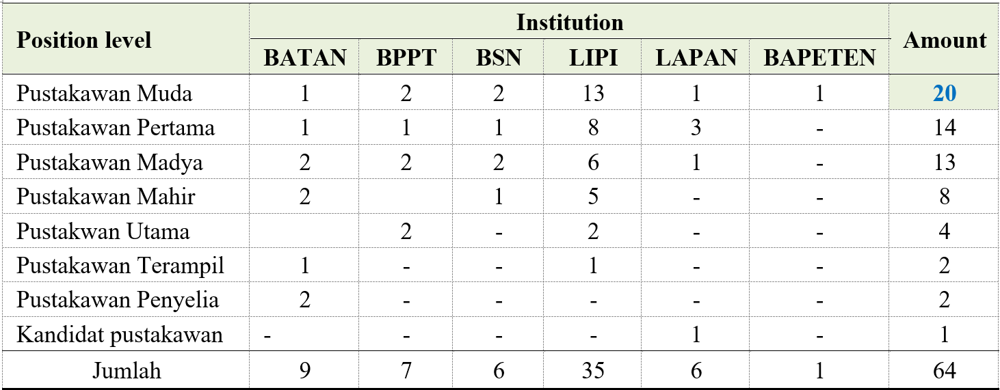 Position level Institution Amount
BATAN BPPT BSN LIPI LAPAN BAPETEN
Pustakawan Muda 1 2 2 13 1 1 20
Pustakawan Pertama 1 1 1 8 3 - 14
Pustakawan Madya 2 2 2 6 1 - 13
Pustakawan Mahir 2 1 5 - - 8
Pustakwan Utama 2 - 2 - - 4
Pustakawan Terampil 1 - - 1 - - 2
Pustakawan Penyelia 2 - - - - - 2
Kandidat pustakawan - - - - 1 - 1
Jumlah 9 7 6 35 6 1 64